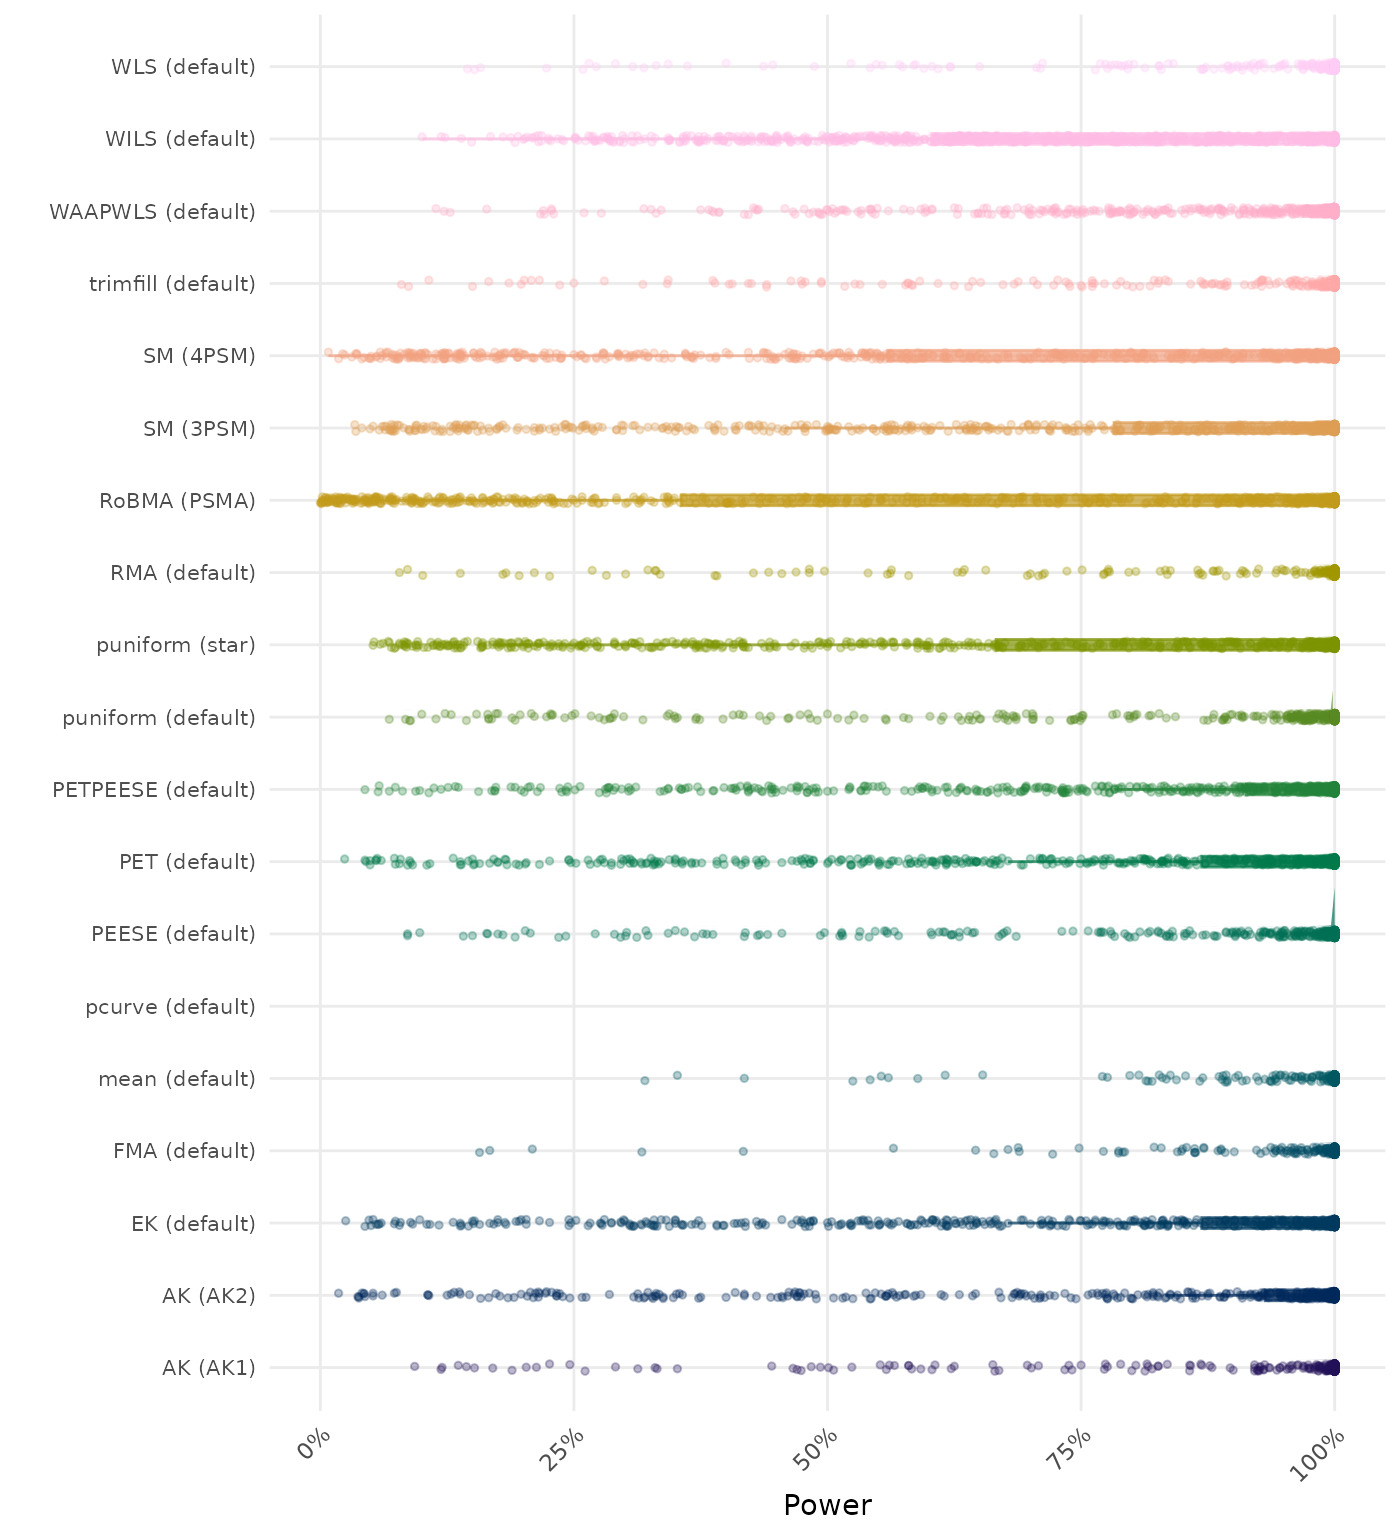 WLS (default)
WILS (default)
WAAPWLS (default)
trimfill (default)
SM (4PSM)
SM (3PSM)
RoBMA (PSMA)
RMA (default)
puniform (star)
puniform (default)
PETPEESE (default)
PET (default)
PEESE (default)
pcurve (default)
mean (default)
FMA (default)
EK (default)
AK (AK2)
AK (AK1)
0%
25%
50%
75%
100%
Power